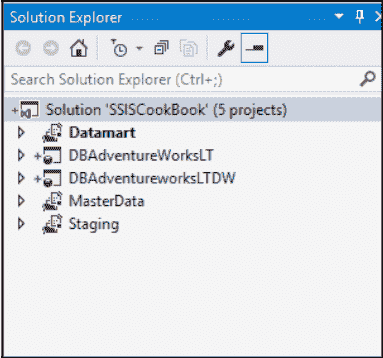 Solution Explorer
Search Solution Explorer (Ctrl+;)
Solution 'SSISCookBook' (5 projects)
Datamart
DBAdventureWorksLT
DBAdventureworksLTDW
MasterData
Staging